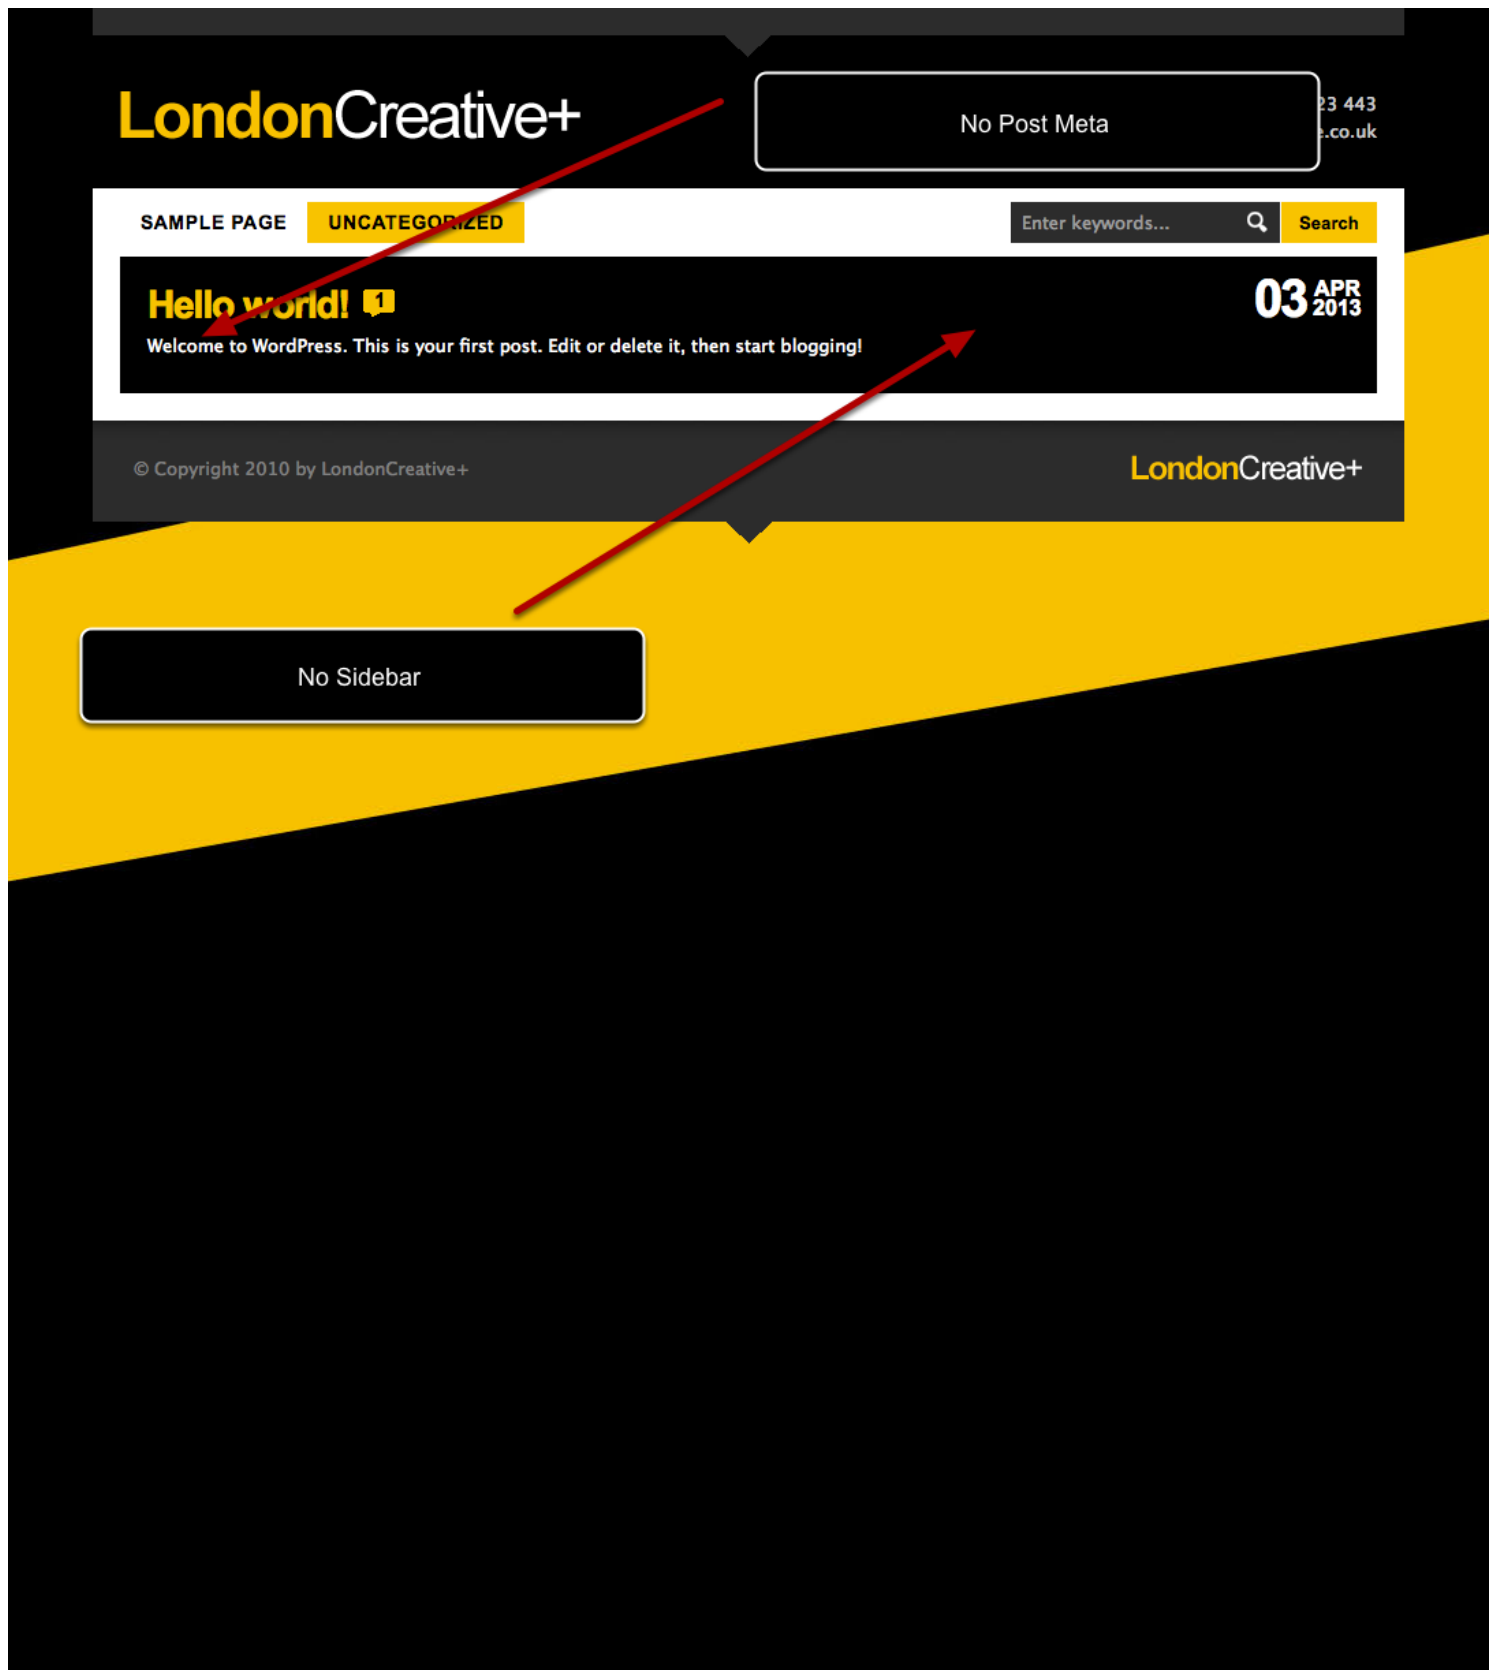 LondonCreative+
No Post Meta
23 443
.co.uk
SAMPLE PAGE
UNCATEGORIZED
Enter keywords...
Search
Hello world! 1
03 APR 2013
Welcome to WordPress. This is your first post. Edit or delete it, then start blogging!
© Copyright 2010 by LondonCreative+
LondonCreative+
No Sidebar